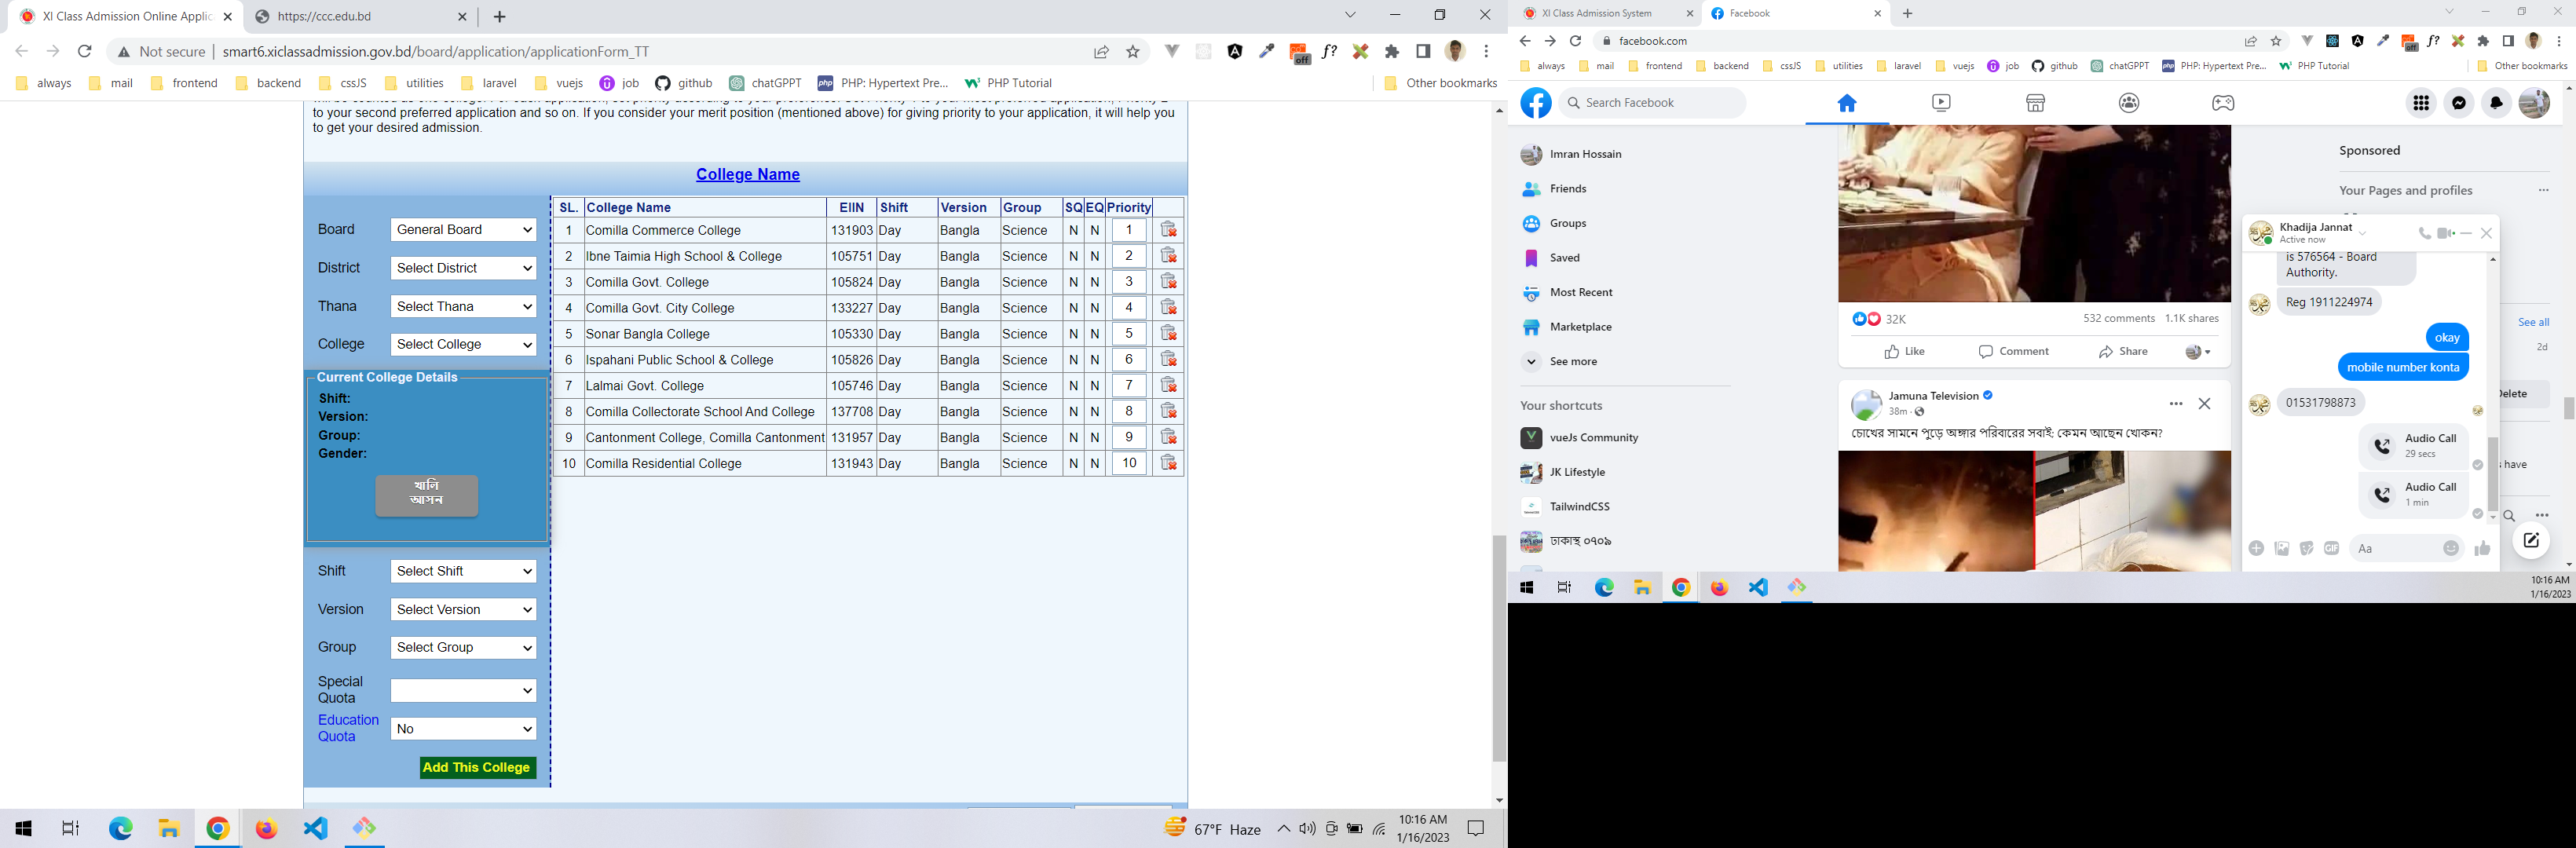 XI Class Admission Online Applic
https://ccc.edu.bd
Not secure
smart6.xiclassadmission.gov.bd/board/application/applicationForm_TT
always
mail
frontend
backend
cssJS
utilities
laravel
vuejs
job
github
chatGPPT
PHP: Hypertext Pre...
PHP Tutorial
Other bookmarks
to your second preferred application and so on. If you consider your merit position (mentioned above) for giving priority to your application, it will help you
to get your desired admission.
College Name
Board
General Board
District
Select District
Thana
Select Thana
College
Select College
Current College Details
Shift:
Version:
Group:
Gender:
খালি
আসন
Shift
Select Shift
Version
Select Version
Group
Select Group
Special
Quota
Education
Quota
No
Add This College
SL. College Name EIIN Shift Version Group SQ EQ Priority
1 Comilla Commerce College 131903 Day Bangla Science N N 1
2 Ibne Taimia High School & College 105751 Day Bangla Science N N 2
3 Comilla Govt. College 105824 Day Bangla Science N N 3
4 Comilla Govt. City College 133227 Day Bangla Science N N 4
5 Sonar Bangla College 105330 Day Bangla Science N N 5
6 Ispahani Public School & College 105826 Day Bangla Science N N 6
7 Lalmai Govt. College 105746 Day Bangla Science N N 7
8 Comilla Collectorate School And College 137708 Day Bangla Science N N 8
9 Cantonment College, Comilla Cantonment 131957 Day Bangla Science N N 9
10 Comilla Residential College 131943 Day Bangla Science N N 10
67°F Haze
10:16 AM
1/16/2023
XI Class Admission System
Facebook
facebook.com
always
mail
frontend
backend
cssJS
utilities
laravel
vuejs
job
github
chatGPPT
PHP: Hypertext Pre...
PHP Tutorial
Other bookmarks
Search Facebook
Imran Hossain
Friends
Groups
Saved
Most Recent
Marketplace
See more
Your shortcuts
vueJs Community
JK Lifestyle
TailwindCSS
ঢাকাস্থ ০৭০৯
32K
532 comments 1.1K shares
Like
Comment
Share
Jamuna Television
38m
চোখের সামনে পুড়ে অঙ্গার পরিবারের সবাই; কেমন আছেন খোকন?
Sponsored
Your Pages and profiles
See all
2d
Delete
have
Khadija Jannat
Active now
is 576564 - Board
Authority.
Reg 1911224974
okay
mobile number konta
01531798873
Audio Call
29 secs
Audio Call
1 min
GIF
Aa
10:16 AM
1/16/2023